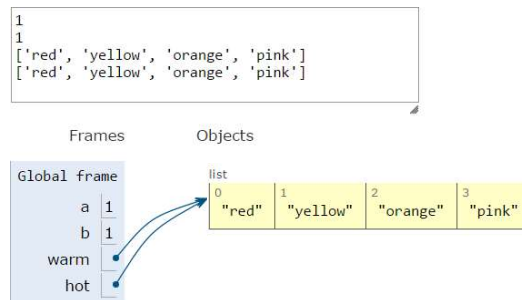 1
1
['red', 'yellow', 'orange', 'pink']
['red', 'yellow', 'orange', 'pink']
Frames Objects
Global frame
list
a 1
b 1
warm
hot
0 1 2 3
"red" "yellow" "orange" "pink"